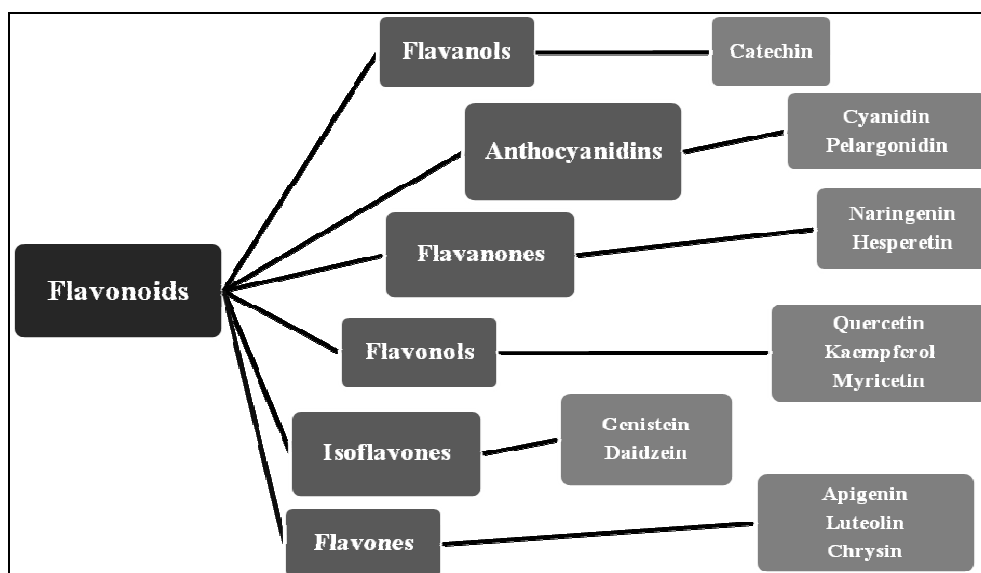 Flavonoids
Flavanols
Catechin
Anthocyanidins
Cyanidin
Pelargonidin
Flavanones
Naringenin
Hesperetin
Flavonols
Quercetin
Kaempferol
Myricetin
Isoflavones
Genistein
Daidzein
Flavones
Apigenin
Luteolin
Chrysin